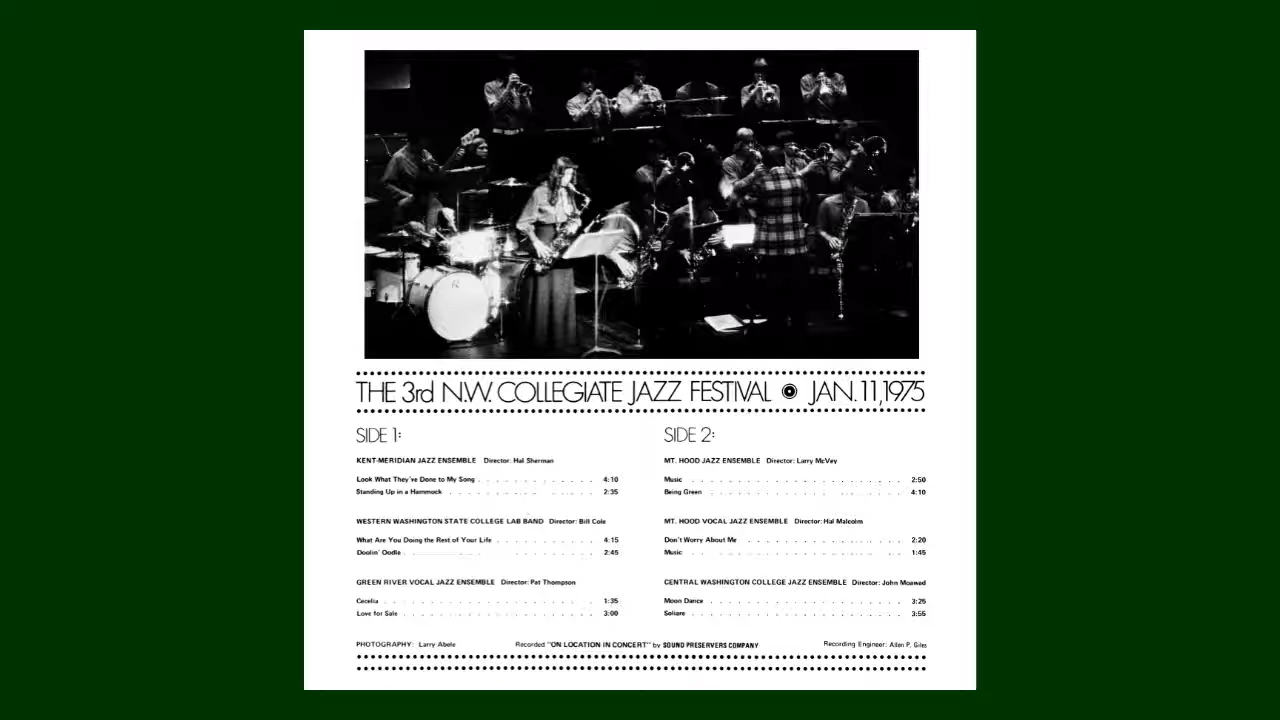 THE 3rd N.W. COLLEGIATE JAZZ FESTIVAL JAN. 11, 1975
SIDE 1:
KENT-MERIDIAN JAZZ ENSEMBLE Director: Hal Sherman
Look What They've Done to My Song 4:10
Standing Up in a Hammock 2:35
WESTERN WASHINGTON STATE COLLEGE LAB BAND Director: Bill Cole
What Are You Doing the Rest of Your Life 4:15
Doolin' Oodle 2:45
GREEN RIVER VOCAL JAZZ ENSEMBLE Director: Pat Thompson
Cecelia 1:35
Love for Sale 3:00
SIDE 2:
MT. HOOD JAZZ ENSEMBLE Director: Larry McVey
Music 2:50
Being Green 4:10
MT. HOOD VOCAL JAZZ ENSEMBLE Director: Hal Malcolm
Don't Worry About Me 2:20
Music 1:45
CENTRAL WASHINGTON COLLEGE JAZZ ENSEMBLE Director: John Moawad
Moon Dance 3:25
Soliare 3:55
PHOTOGRAPHY: Larry Abele
Recorded "ON LOCATION IN CONCERT" by SOUND PRESERVERS COMPANY
Recording Engineer: Allen P. Giles